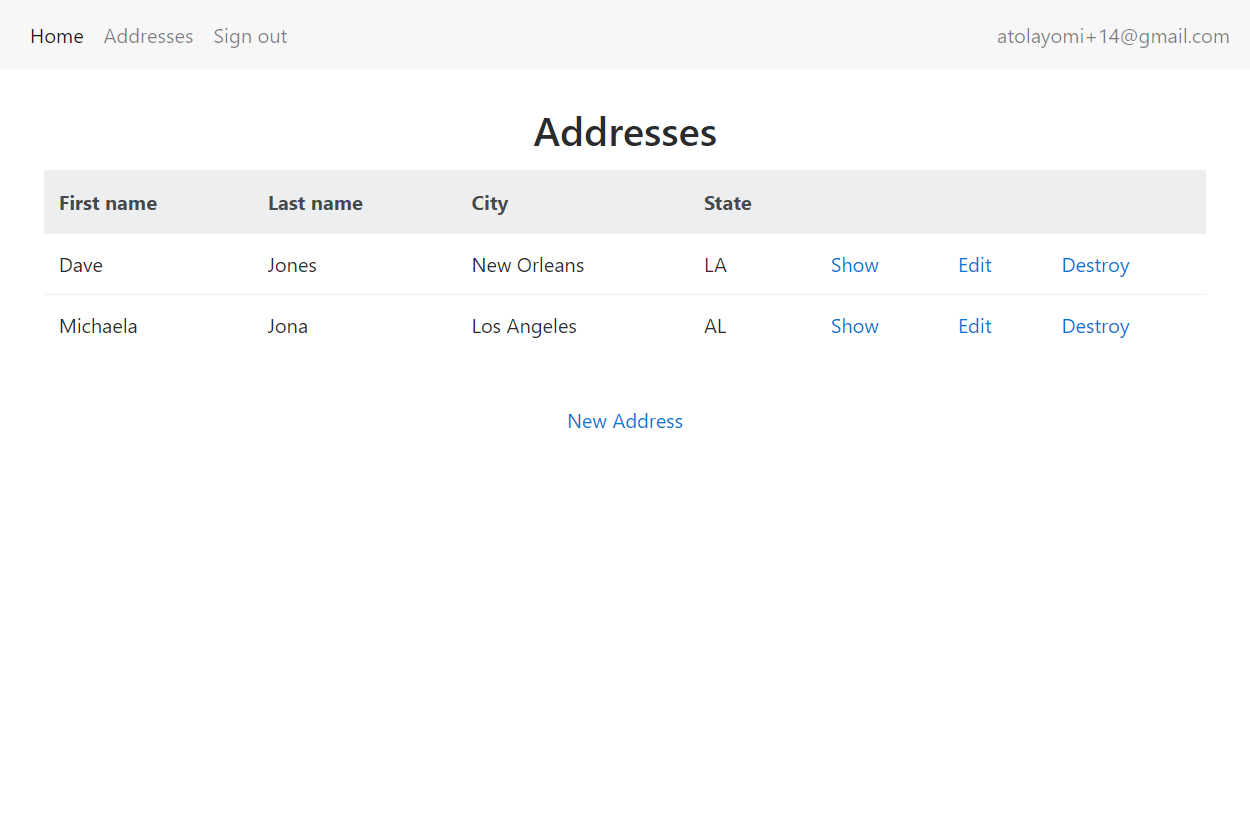 Home Addresses Sign out atolayomi+14@gmail.com
Addresses
First name Last name City State
Dave Jones New Orleans LA Show Edit Destroy
Michaela Jona Los Angeles AL Show Edit Destroy
New Address